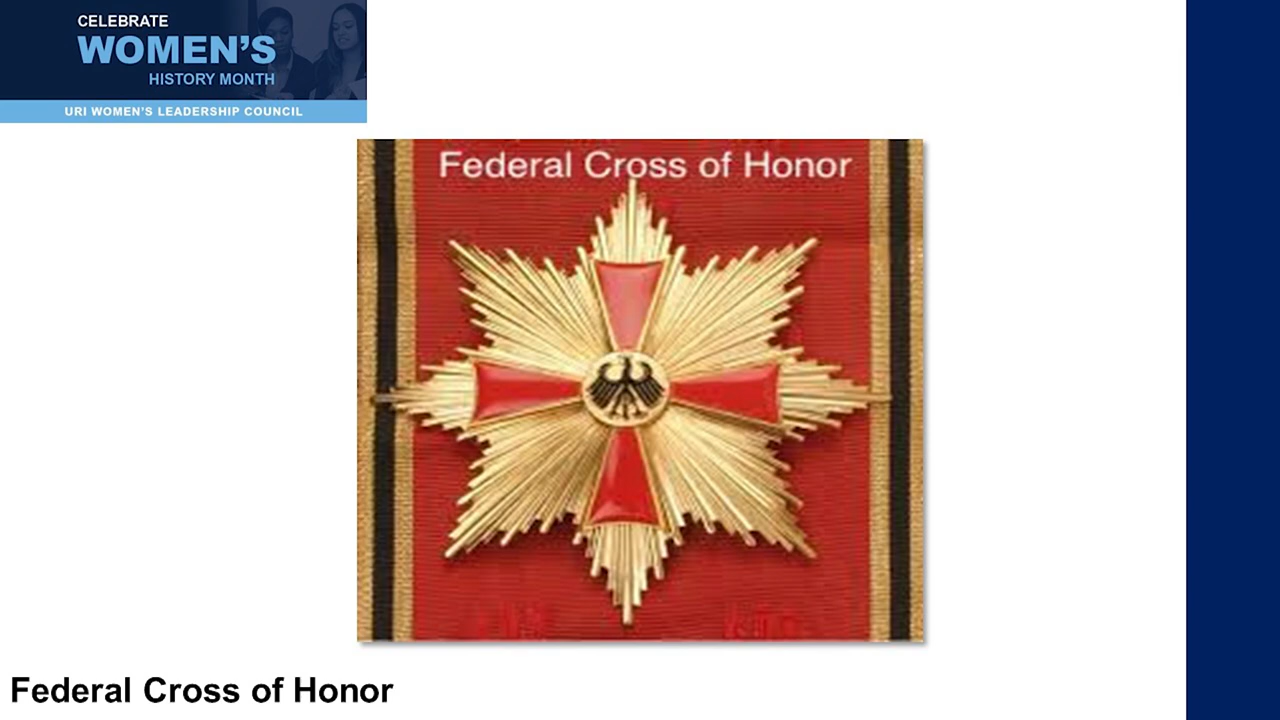 CELEBRATE
WOMEN'S
HISTORY MONTH
URI WOMEN'S LEADERSHIP COUNCIL
Federal Cross of Honor
Federal Cross of Honor